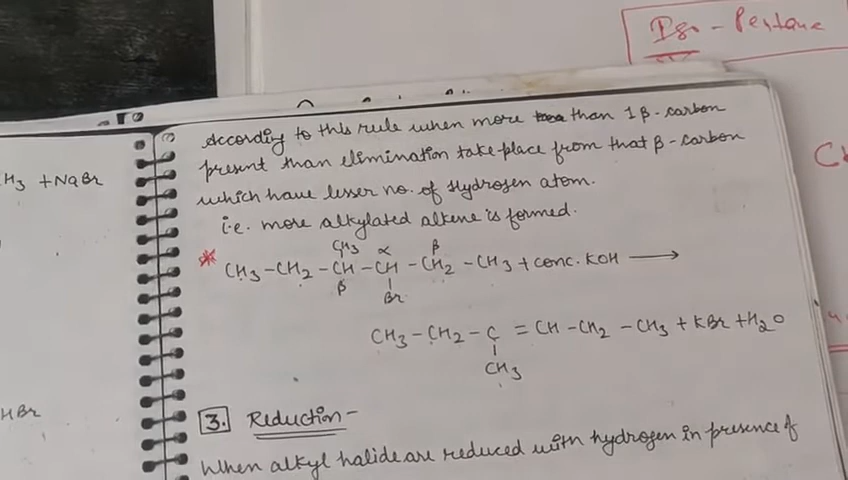 Iso-Pentane
H3 + NaBr
HBr
According to this rule when more than 1 β-carbon
present than elimination take place from that β-carbon
which have lesser no. of Hydrogen atom.
i.e. more alkylated alkene is formed.
CH3 α β
* CH3-CH2-CH-CH-CH2-CH3 + conc. KOH ⟶
β Br
CH3-CH2-C=CH-CH2-CH3 + KBr + H2O
CH3
3. Reduction-
When alkyl halide are reduced with hydrogen in presence of